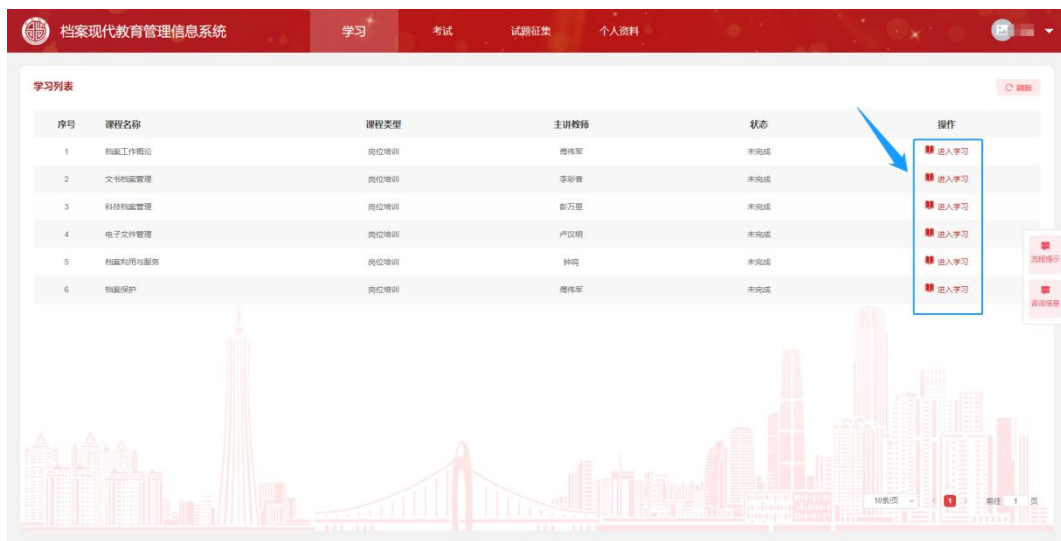 档案现代教育管理信息系统 学习 考试 试题征集 个人资料
学习列表 刷新
序号 课程名称 课程类型 主讲教师 状态 操作
1 档案工作概论 岗位培训 傅伟军 未完成 进入学习
2 文书档案管理 岗位培训 李彩香 未完成 进入学习
3 科技档案管理 岗位培训 彭万里 未完成 进入学习
4 电子文件管理 岗位培训 卢汉明 未完成 进入学习
5 档案利用与服务 岗位培训 钟鸣 未完成 进入学习
6 档案保护 岗位培训 傅伟军 未完成 进入学习
流程提示
咨询信息
10条/页 1 前往 1 页